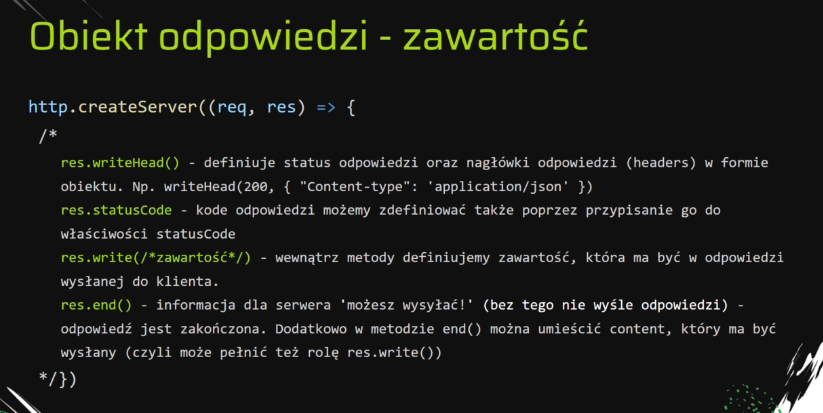 Obiekt odpowiedzi - zawartość
http.createServer((req, res) => {
/*
res.writeHead() - definiuje status odpowiedzi oraz nagłówki odpowiedzi (headers) w formie
obiektu. Np. writeHead(200, { "Content-type": 'application/json' })
res.statusCode - kode odpowiedzi możemy zdefiniować także poprzez przypisanie go do
właściwości statusCode
res.write(/*zawartość*/) - wewnątrz metody definiujemy zawartość, która ma być w odpowiedzi
wysłanej do klienta.
res.end() - informacja dla serwera 'możesz wysyłać!' (bez tego nie wyśle odpowiedzi) -
odpowiedź jest zakończona. Dodatkowo w metodzie end() można umieścić content, który ma być
wysłany (czyli może pełnić też rolę res.write())
*/})